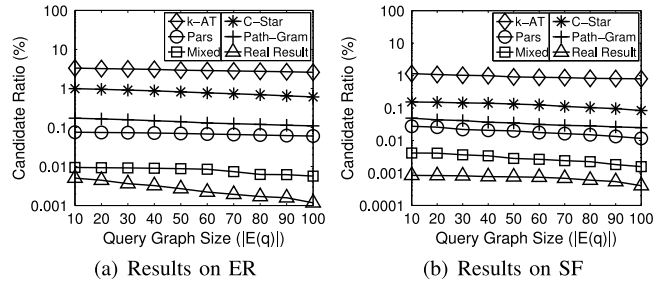 100
10
1
0.1
0.01
0.001
Candidate Ratio (%)
k-AT
C-Star
Pars
Path-Gram
Mixed
Real Result
10 20 30 40 50 60 70 80 90 100
Query Graph Size (|E(q)|)
(a) Results on ER
100
10
1
0.1
0.01
0.001
0.0001
Candidate Ratio (%)
k-AT
C-Star
Pars
Path-Gram
Mixed
Real Result
10 20 30 40 50 60 70 80 90 100
Query Graph Size (|E(q)|)
(b) Results on SF